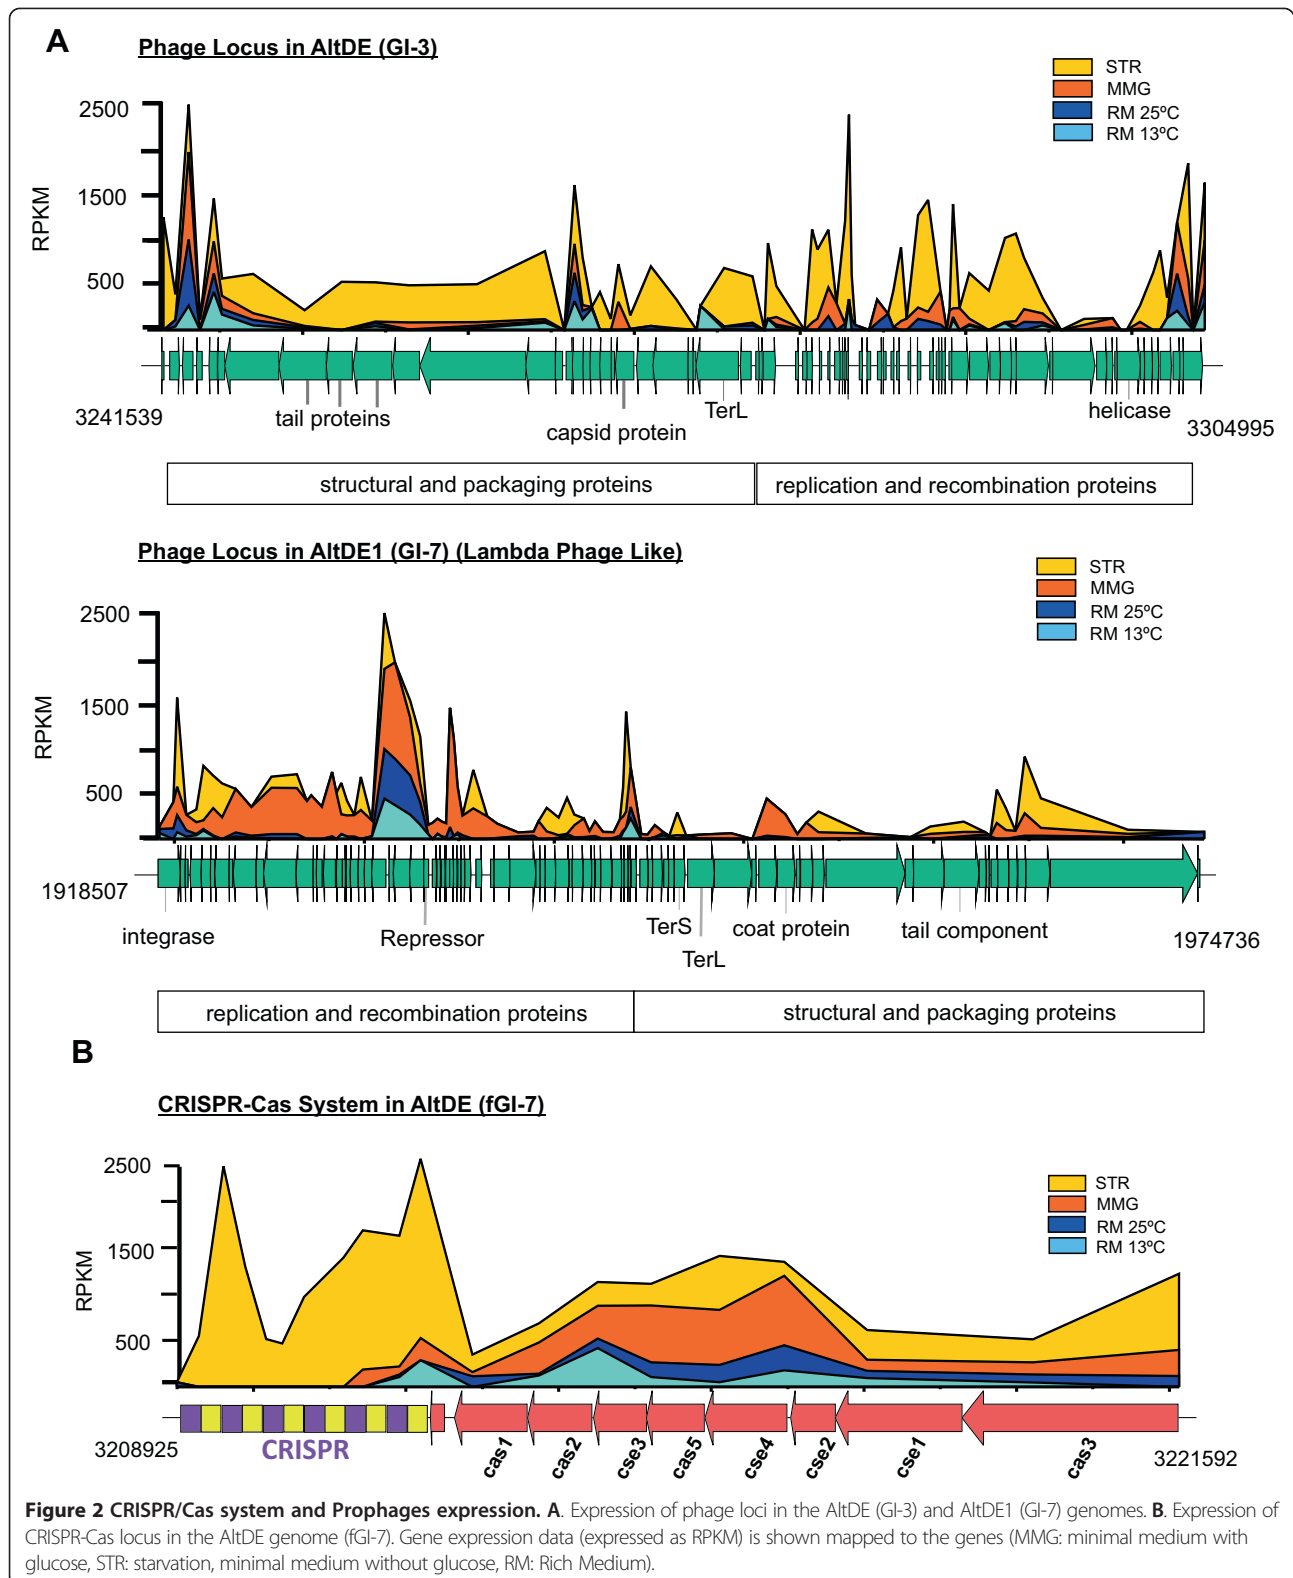 A
Phage Locus in AltDE (GI-3)
STR
MMG
RM 25ºC
RM 13ºC
2500
1500
500
RPKM
tail proteins
capsid protein
TerL
helicase
3241539
3304995
structural and packaging proteins
replication and recombination proteins
Phage Locus in AltDE1 (GI-7) (Lambda Phage Like)
STR
MMG
RM 25ºC
RM 13ºC
2500
1500
500
RPKM
1918507
integrase
Repressor
TerS
TerL
coat protein
tail component
1974736
replication and recombination proteins
structural and packaging proteins
B
CRISPR-Cas System in AltDE (fGI-7)
STR
MMG
RM 25ºC
RM 13ºC
2500
1500
500
RPKM
3208925
CRISPR
cas1
cas2
cse3
cas5
cse4
cse2
cse1
cas3
3221592
Figure 2 CRISPR/Cas system and Prophages expression. A. Expression of phage loci in the AltDE (GI-3) and AltDE1 (GI-7) genomes. B. Expression of
CRISPR-Cas locus in the AltDE genome (fGI-7). Gene expression data (expressed as RPKM) is shown mapped to the genes (MMG: minimal medium with
glucose, STR: starvation, minimal medium without glucose, RM: Rich Medium).